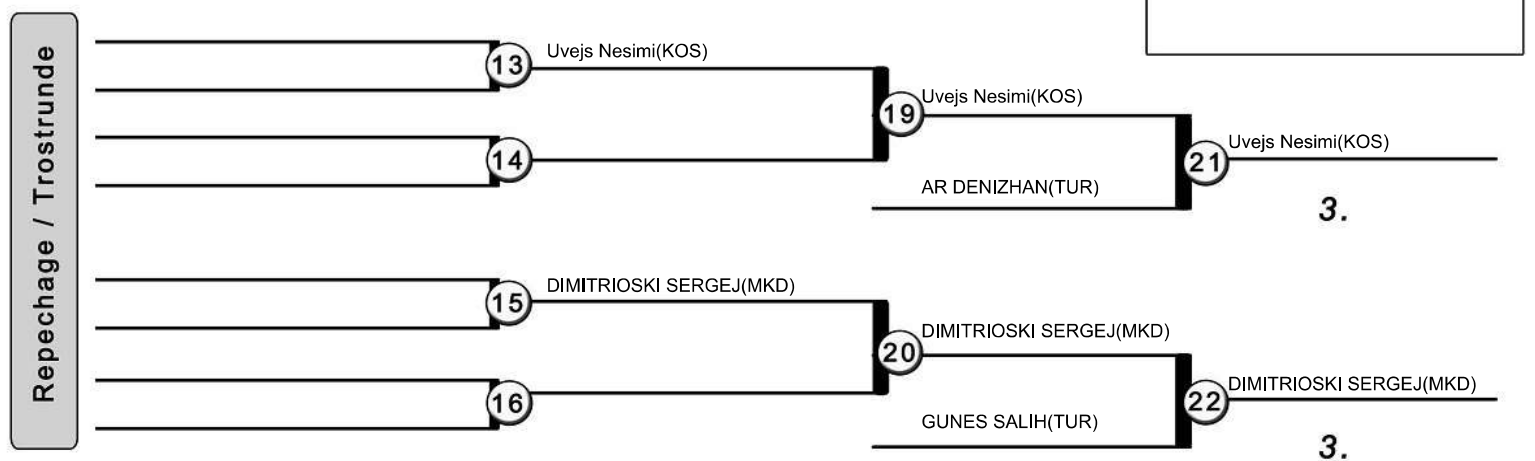 Repechage / Trostrunde
13
Uvejs Nesimi(KOS)
14
19
Uvejs Nesimi(KOS)
AR DENIZHAN(TUR)
21
Uvejs Nesimi(KOS)
3.
15
DIMITRIOSKI SERGEJ(MKD)
16
20
DIMITRIOSKI SERGEJ(MKD)
GUNES SALIH(TUR)
22
DIMITRIOSKI SERGEJ(MKD)
3.